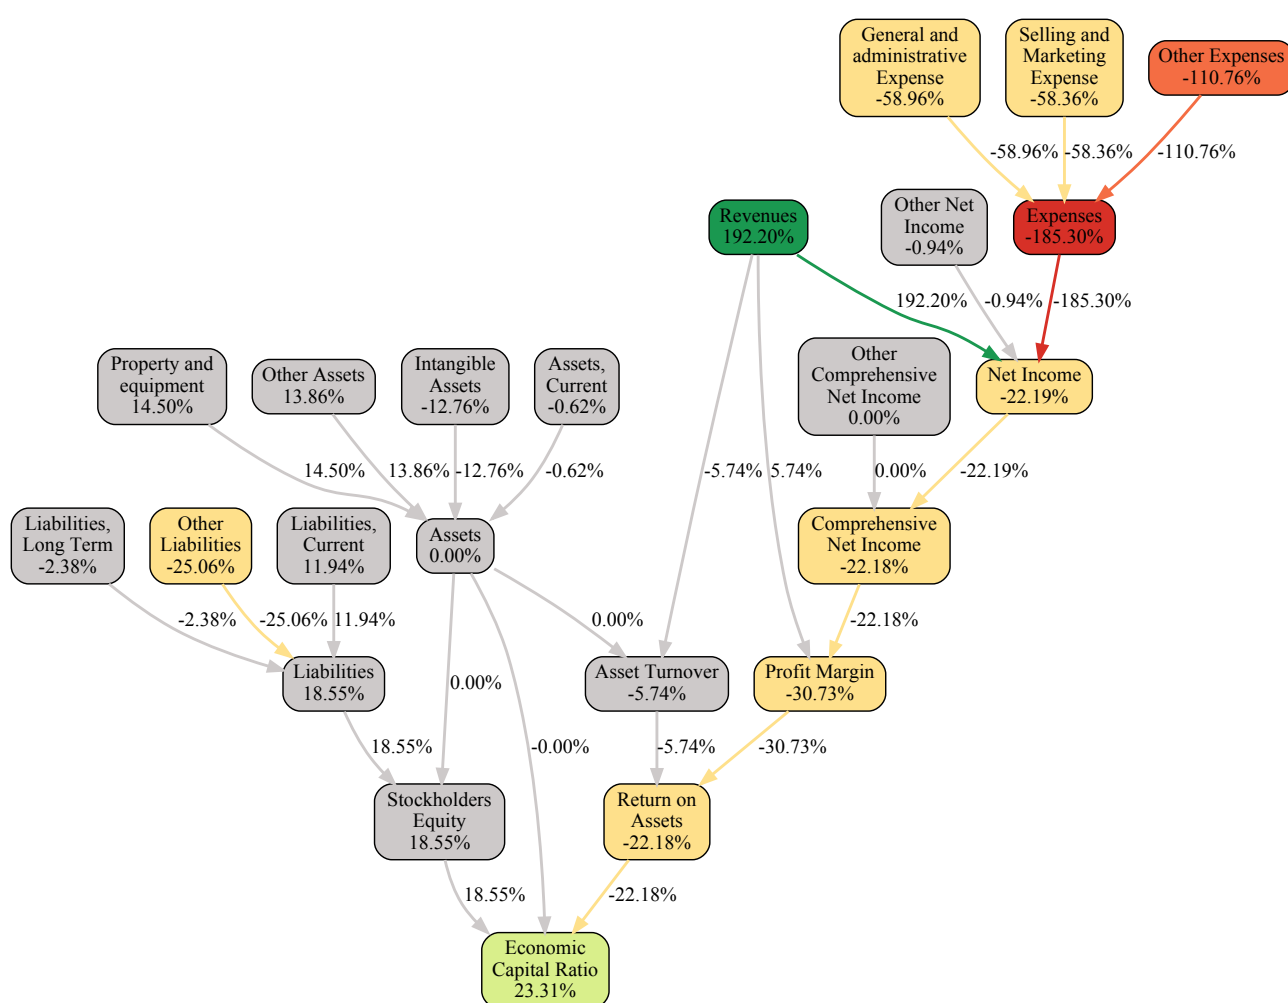 General and
administrative
Expense
-58.96%
Selling and
Marketing
Expense
-58.36%
Other Expenses
-110.76%
-58.96%
-58.36%
-110.76%
Revenues
192.20%
Other Net
Income
-0.94%
Expenses
-185.30%
192.20%
-0.94%
-185.30%
Property and
equipment
14.50%
Other Assets
13.86%
Intangible
Assets
-12.76%
Assets,
Current
-0.62%
Other
Comprehensive
Net Income
0.00%
Net Income
-22.19%
14.50%
13.86%
-12.76%
-0.62%
-5.74%
5.74%
0.00%
-22.19%
Liabilities,
Long Term
-2.38%
Other
Liabilities
-25.06%
Liabilities,
Current
11.94%
Assets
0.00%
Comprehensive
Net Income
-22.18%
-2.38%
-25.06%
11.94%
0.00%
-22.18%
Liabilities
18.55%
0.00%
Asset Turnover
-5.74%
Profit Margin
-30.73%
18.55%
-0.00%
-5.74%
-30.73%
Stockholders
Equity
18.55%
Return on
Assets
-22.18%
18.55%
-22.18%
Economic
Capital Ratio
23.31%